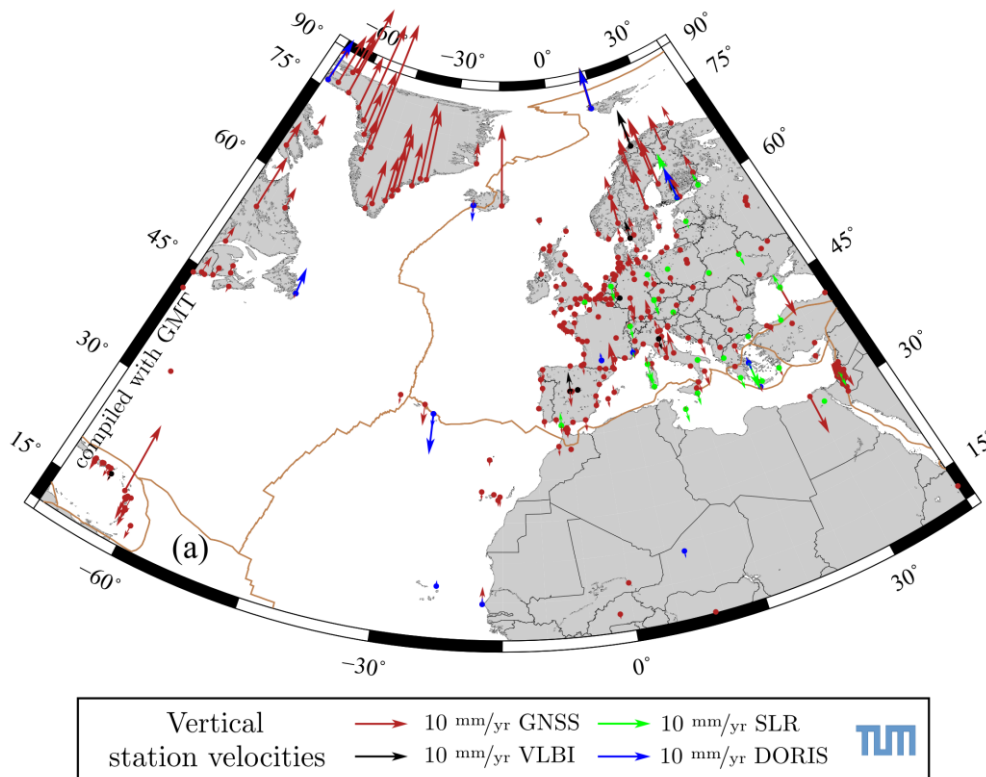 90°
−60°
−30°
0°
30°
90°
75°
75°
60°
60°
45°
45°
30°
30°
15°
15°
compiled with GMT
(a)
−60°
−30°
0°
30°
Vertical
station velocities
10 mm/yr GNSS
10 mm/yr SLR
10 mm/yr VLBI
10 mm/yr DORIS
TUM